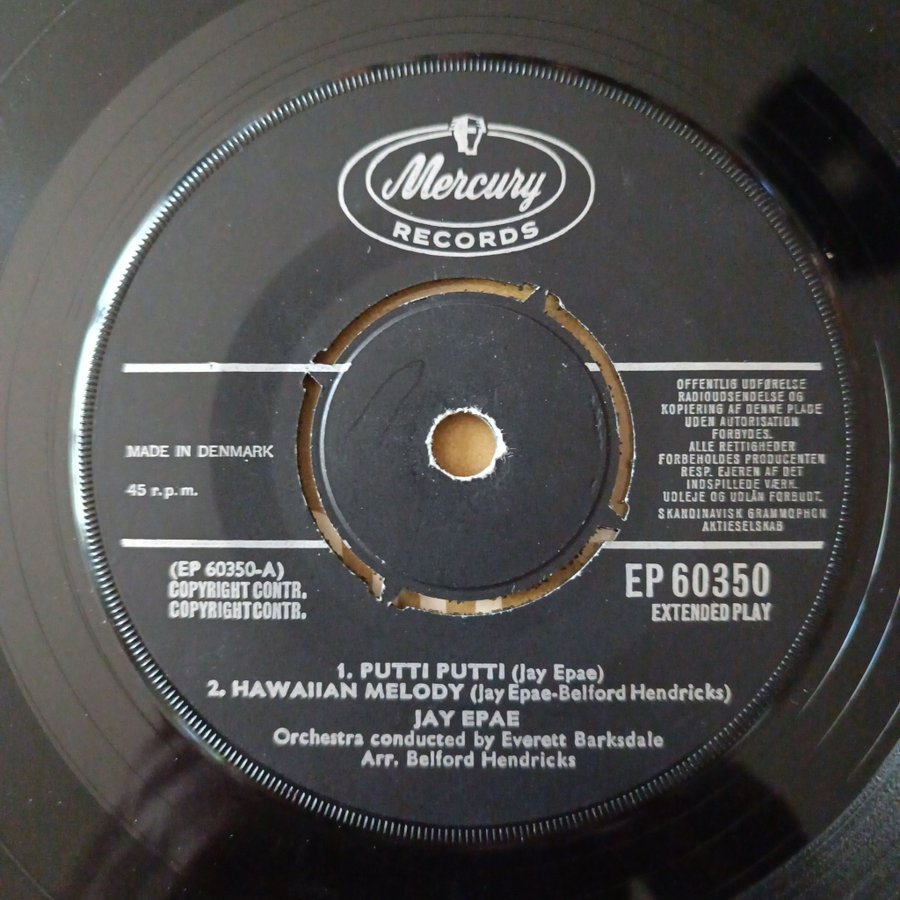 Mercury
RECORDS
MADE IN DENMARK
45 r.p.m.
OFFENTLIG UDFØRELSE
RADIOUDSENDELSE OG
KOPIERING AF DENNE PLADE
UDEN AUTORISATION
FORBYDES.
ALLE RETTIGHEDER
FORBEHOLDES PRODUCENTEN
RESP. EJEREN AF DET
INDSPILLEDE VÆRK.
UDLEJE OG UDLÅN FORBUDT.
SKANDINAVISK GRAMMOPHON
AKTIESELSKAB
(EP 60350-A)
COPYRIGHT CONTR.
COPYRIGHT CONTR.
EP 60350
EXTENDED PLAY
1. PUTTI PUTTI (Jay Epae)
2. HAWAIIAN MELODY (Jay Epae-Belford Hendricks)
JAY EPAE
Orchestra conducted by Everett Barksdale
Arr. Belford Hendricks